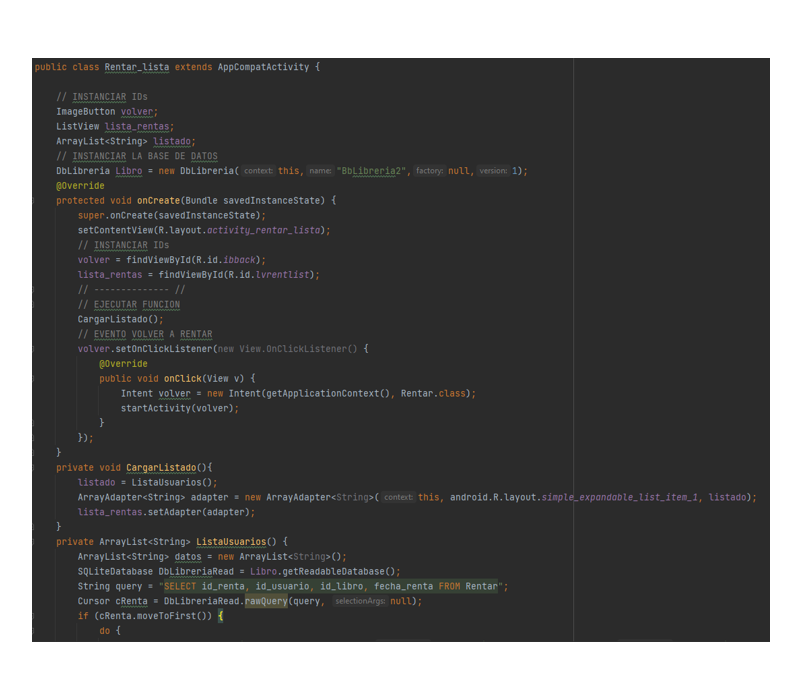 public class Rentar_lista extends AppCompatActivity {
// INSTANCIAR IDs
ImageButton volver;
ListView lista_rentas;
ArrayList<String> listado;
// INSTANCIAR LA BASE DE DATOS
DbLibreria Libro = new DbLibreria( context: this, name: "BbLibreria2", factory: null, version: 1);
@Override
protected void onCreate(Bundle savedInstanceState) {
super.onCreate(savedInstanceState);
setContentView(R.layout.activity_rentar_lista);
// INSTANCIAR IDs
volver = findViewById(R.id.ibback);
lista_rentas = findViewById(R.id.lvrentlist);
// -------------- //
// EJECUTAR FUNCION
CargarListado();
// EVENTO VOLVER A RENTAR
volver.setOnClickListener(new View.OnClickListener() {
@Override
public void onClick(View v) {
Intent volver = new Intent(getApplicationContext(), Rentar.class);
startActivity(volver);
}
});
}
private void CargarListado(){
listado = ListaUsuarios();
ArrayAdapter<String> adapter = new ArrayAdapter<String>( context: this, android.R.layout.simple_expandable_list_item_1, listado);
lista_rentas.setAdapter(adapter);
}
private ArrayList<String> ListaUsuarios() {
ArrayList<String> datos = new ArrayList<String>();
SQLiteDatabase DbLibreriaRead = Libro.getReadableDatabase();
String query = "SELECT id_renta, id_usuario, id_libro, fecha_renta FROM Rentar";
Cursor cRenta = DbLibreriaRead.rawQuery(query, selectionArgs: null);
if (cRenta.moveToFirst()) {
do {